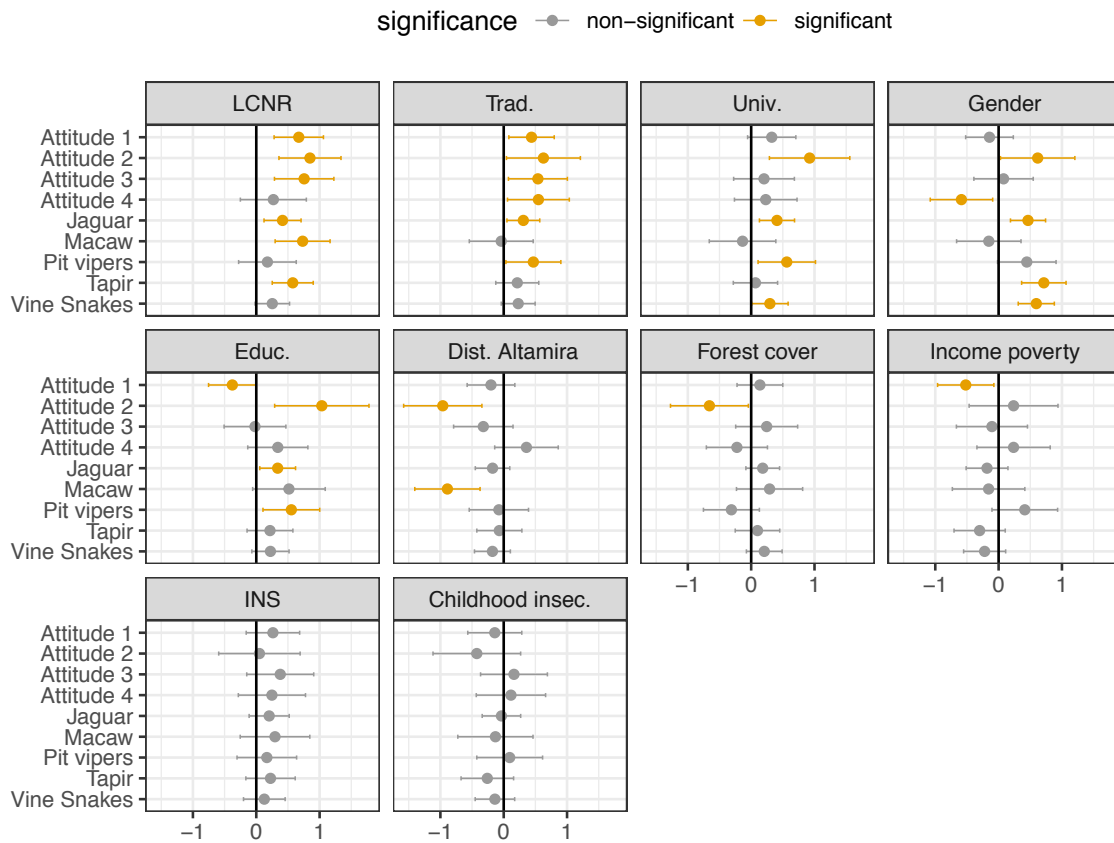 significance non−significant significant
LCNR Trad. Univ. Gender
Attitude 1
Attitude 2
Attitude 3
Attitude 4
Jaguar
Macaw
Pit vipers
Tapir
Vine Snakes
Educ. Dist. Altamira Forest cover Income poverty
Attitude 1
Attitude 2
Attitude 3
Attitude 4
Jaguar
Macaw
Pit vipers
Tapir
Vine Snakes
−1 0 1 −1 0 1
INS Childhood insec.
Attitude 1
Attitude 2
Attitude 3
Attitude 4
Jaguar
Macaw
Pit vipers
Tapir
Vine Snakes
−1 0 1 −1 0 1